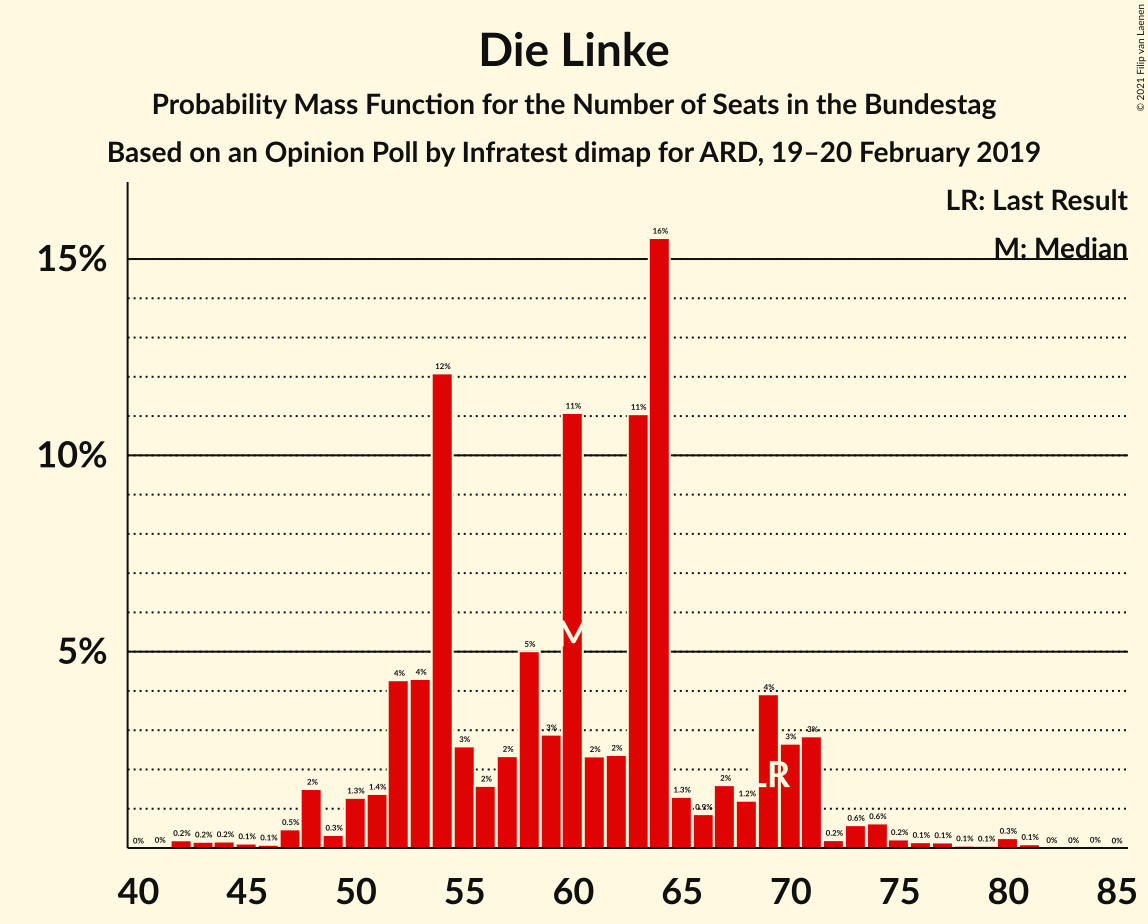 Die Linke
Probability Mass Function for the Number of Seats in the Bundestag
Based on an Opinion Poll by Infratest dimap for ARD, 19–20 February 2019
© 2021 Filip van Laenen
LR: Last Result
M: Median
15%
10%
5%
0% 0% 0.2% 0.2% 0.2% 0.1% 0.1% 0.5% 2% 0.3% 1.3% 1.4% 4% 4% 12% 3% 2% 2% 5% 3% 11% 2% 2% 11% 16% 1.3% 0.9% 2% 1.2% 4% 3% 3% 0.2% 0.6% 0.6% 0.2% 0.1% 0.1% 0.1% 0.1% 0.3% 0.1% 0% 0% 0% 0%
M
LR
40 45 50 55 60 65 70 75 80 85